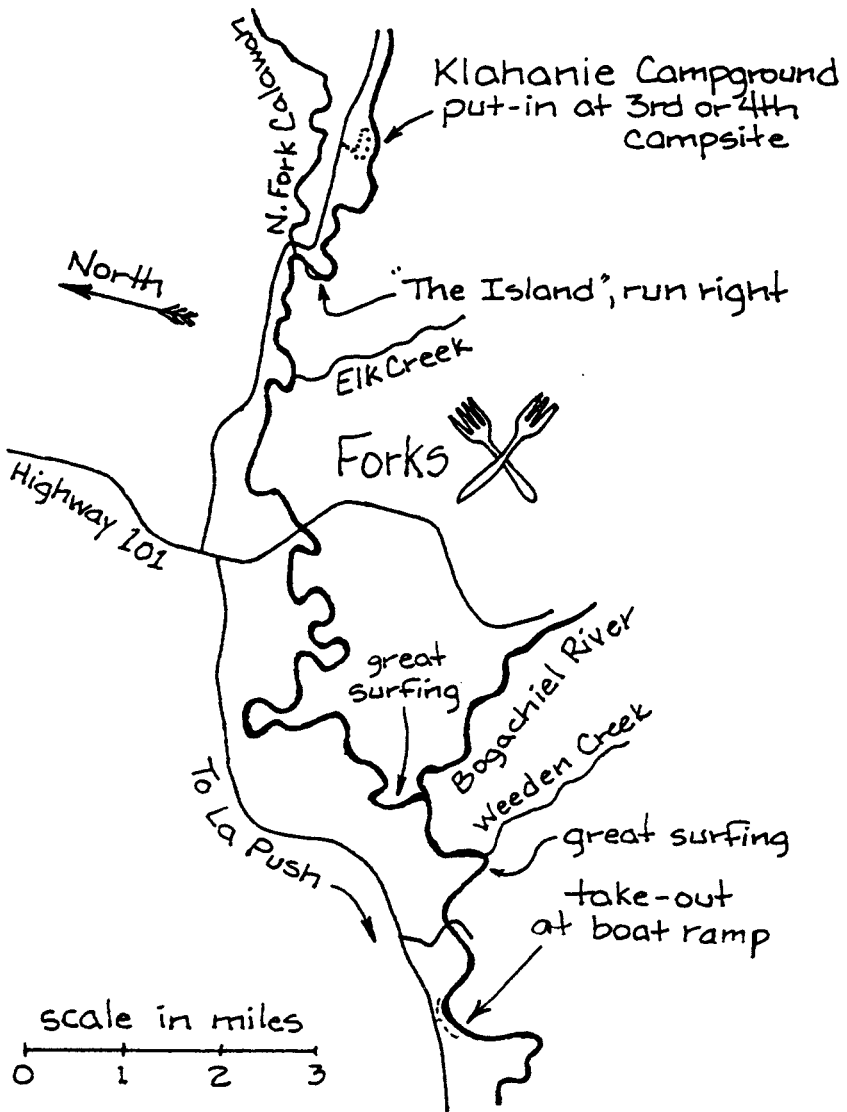 N. Fork Calawah
Klahanie Campground
put-in at 3rd or 4th
campsite
North
"The Island", run right
Elk Creek
Forks
Highway 101
great
surfing
Bogachiel River
Weeden Creek
To La Push
great surfing
take-out
at boat ramp
scale in miles
0 1 2 3